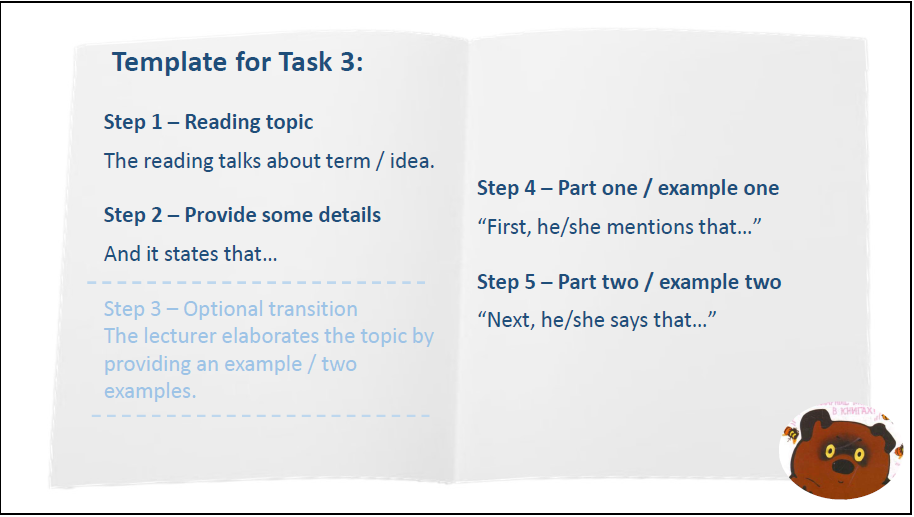 Template for Task 3:
Step 1 – Reading topic
The reading talks about term / idea.
Step 2 – Provide some details
And it states that…
Step 3 – Optional transition
The lecturer elaborates the topic by
providing an example / two
examples.
Step 4 – Part one / example one
“First, he/she mentions that…”
Step 5 – Part two / example two
“Next, he/she says that…”
В КНИГАХ